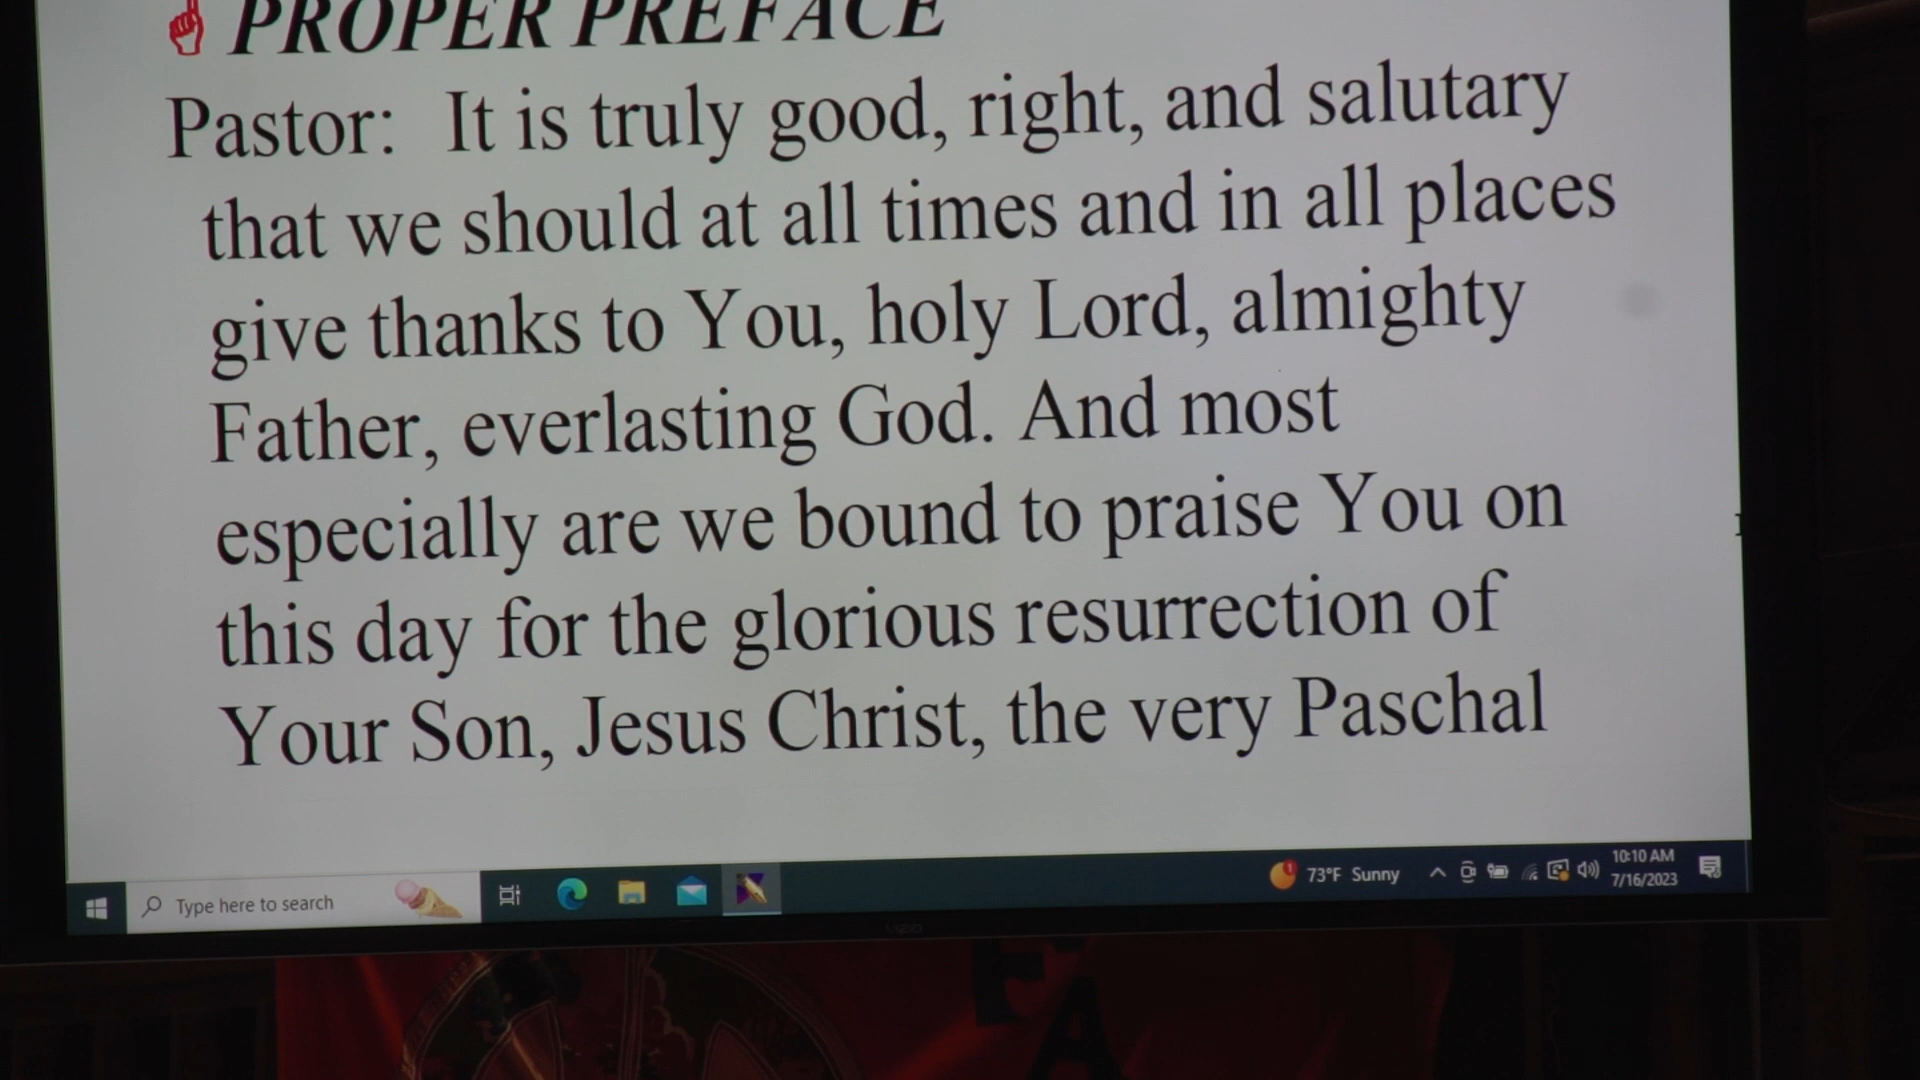 PROPER PREFACE
Pastor: It is truly good, right, and salutary
that we should at all times and in all places
give thanks to You, holy Lord, almighty
Father, everlasting God. And most
especially are we bound to praise You on
this day for the glorious resurrection of
Your Son, Jesus Christ, the very Paschal
Type here to search
1
73°F Sunny
10:10 AM
7/16/2023
VIZIO